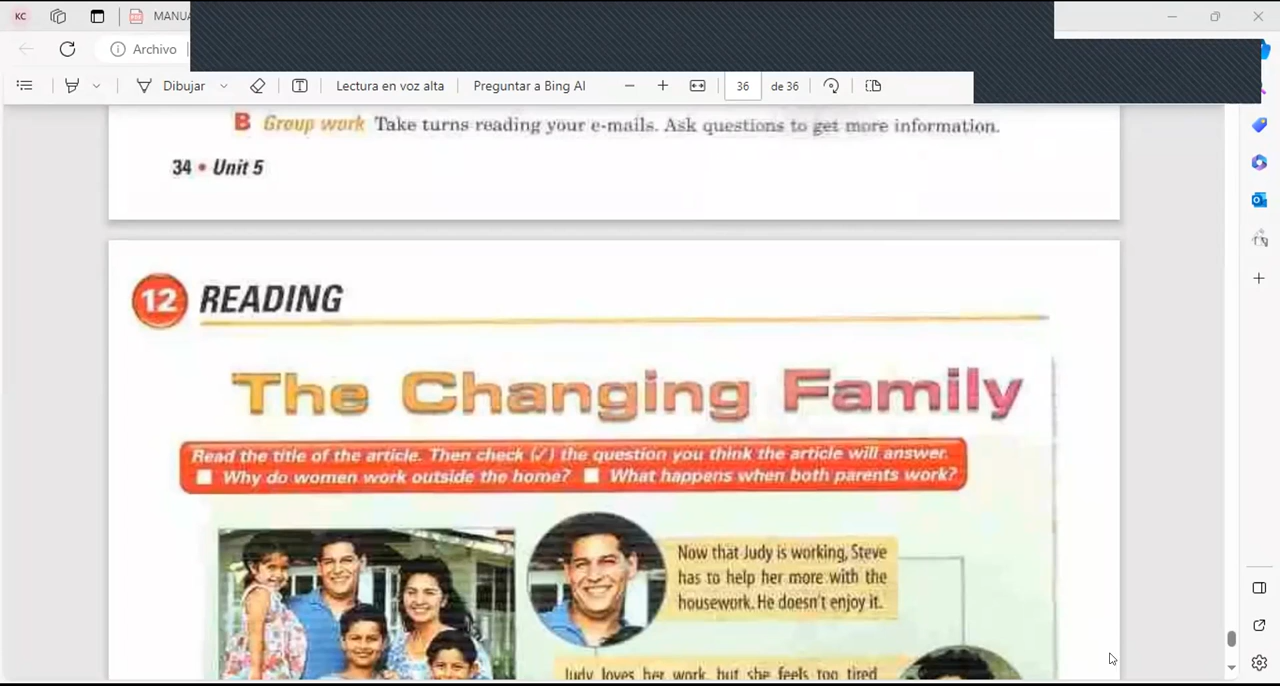 KC
MANUA
Archivo
Dibujar
Lectura en voz alta
Preguntar a Bing AI
36
de 36
B Group work Take turns reading your e-mails. Ask questions to get more information.
34 • Unit 5
12 READING
The Changing Family
Read the title of the article. Then check (✓) the question you think the article will answer.
Why do women work outside the home? What happens when both parents work?
Now that Judy is working, Steve
has to help her more with the
housework. He doesn't enjoy it.
Judy loves her work, but she feels too tired